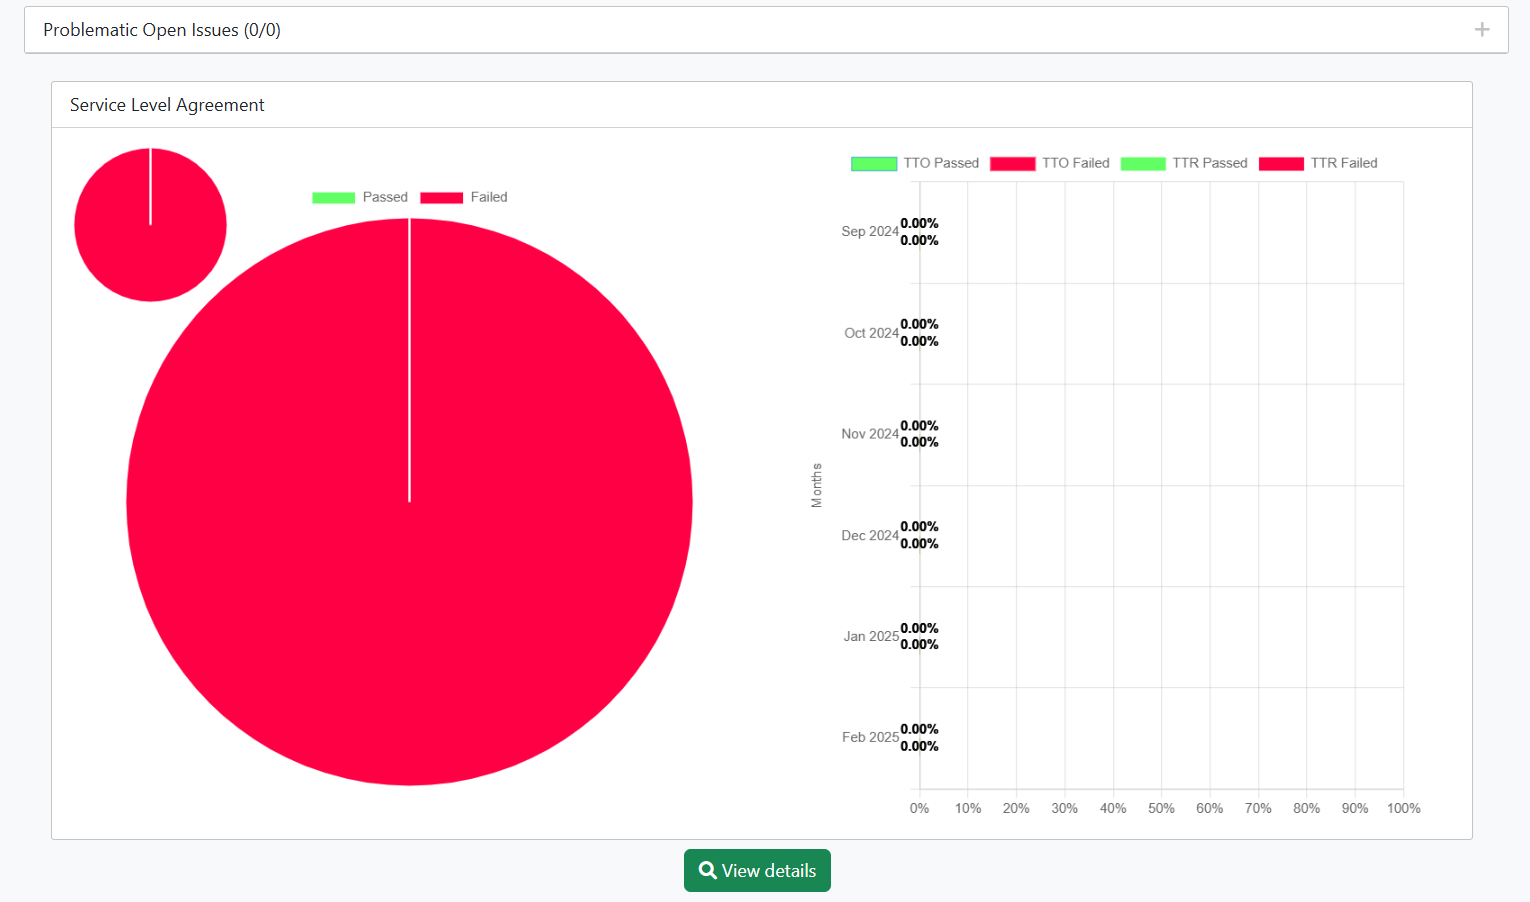 Problematic Open Issues (0/0)
Service Level Agreement
Passed Failed
TTO Passed TTO Failed TTR Passed TTR Failed
Months
Sep 2024
0.00%
0.00%
Oct 2024
0.00%
0.00%
Nov 2024
0.00%
0.00%
Dec 2024
0.00%
0.00%
Jan 2025
0.00%
0.00%
Feb 2025
0.00%
0.00%
0% 10% 20% 30% 40% 50% 60% 70% 80% 90% 100%
View details